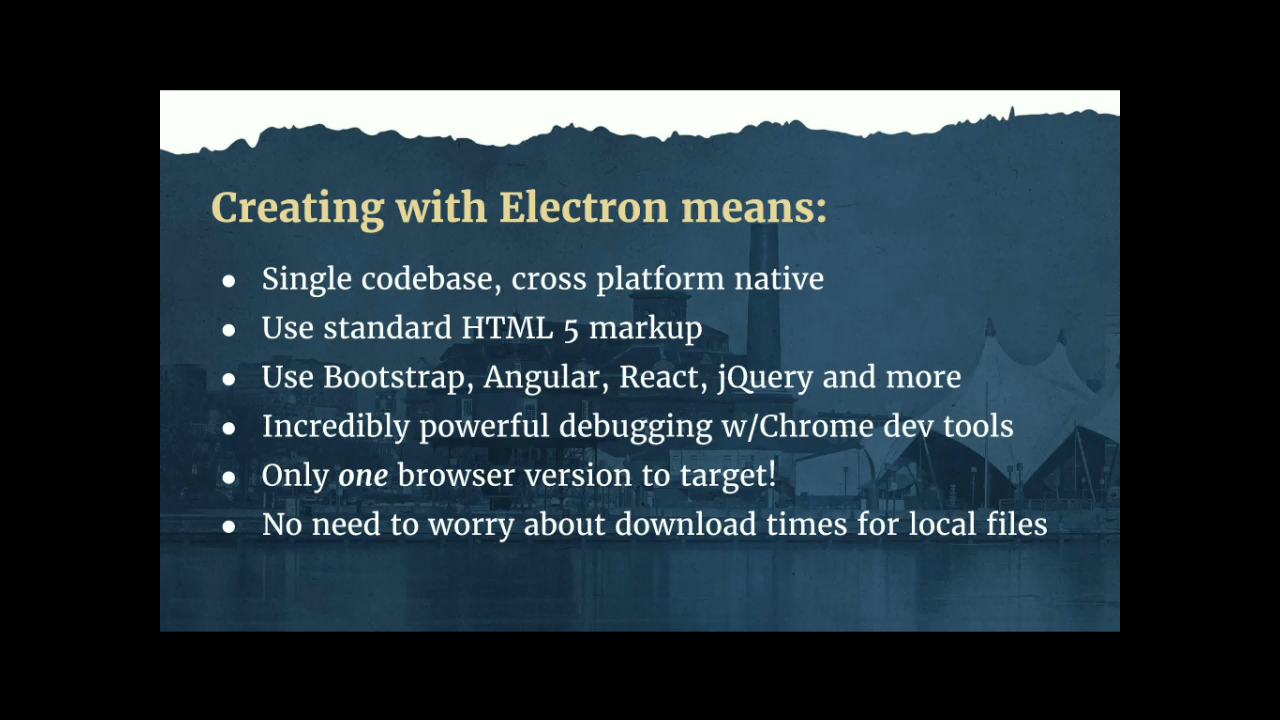 Creating with Electron means:
● Single codebase, cross platform native
● Use standard HTML 5 markup
● Use Bootstrap, Angular, React, jQuery and more
● Incredibly powerful debugging w/Chrome dev tools
● Only one browser version to target!
● No need to worry about download times for local files